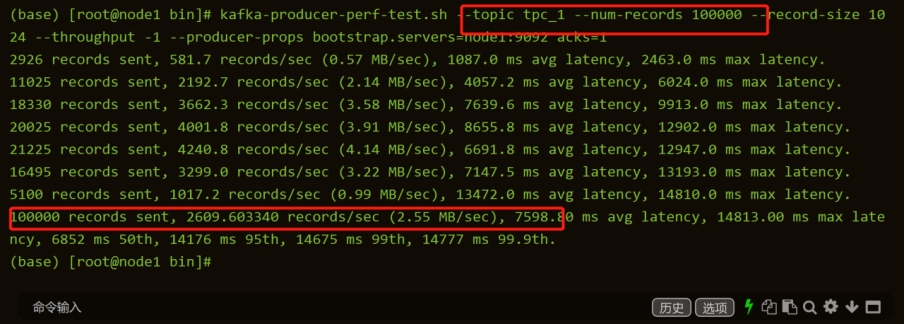 (base) [root@node1 bin]# kafka-producer-perf-test.sh --topic tpc_1 --num-records 100000 --record-size 10
24 --throughput -1 --producer-props bootstrap.servers=node1:9092 acks=1
2926 records sent, 581.7 records/sec (0.57 MB/sec), 1087.0 ms avg latency, 2463.0 ms max latency.
11025 records sent, 2192.7 records/sec (2.14 MB/sec), 4057.2 ms avg latency, 6024.0 ms max latency.
18330 records sent, 3662.3 records/sec (3.58 MB/sec), 7639.6 ms avg latency, 9913.0 ms max latency.
20025 records sent, 4001.8 records/sec (3.91 MB/sec), 8655.8 ms avg latency, 12902.0 ms max latency.
21225 records sent, 4240.8 records/sec (4.14 MB/sec), 6691.8 ms avg latency, 12947.0 ms max latency.
16495 records sent, 3299.0 records/sec (3.22 MB/sec), 7147.5 ms avg latency, 13193.0 ms max latency.
5100 records sent, 1017.2 records/sec (0.99 MB/sec), 13472.0 ms avg latency, 14810.0 ms max latency.
100000 records sent, 2609.603340 records/sec (2.55 MB/sec), 7598.80 ms avg latency, 14813.00 ms max late
ncy, 6852 ms 50th, 14176 ms 95th, 14675 ms 99th, 14777 ms 99.9th.
(base) [root@node1 bin]#
命令输入 历史 选项